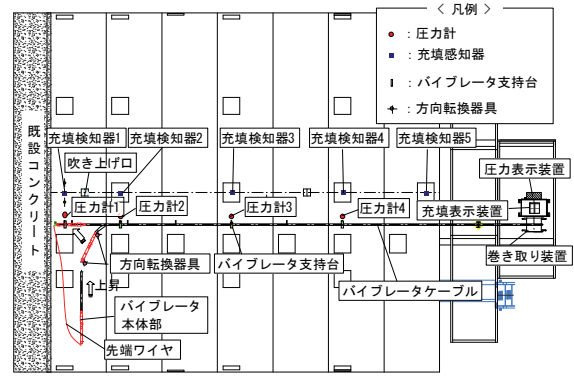 〈 凡例 〉
：圧力計
：充填感知器
：バイブレータ支持台
：方向転換器具
既設コンクリート
充填検知器1
充填検知器2
充填検知器3
充填検知器4
充填検知器5
吹き上げ口
圧力計1
圧力計2
圧力計3
圧力計4
圧力表示装置
充填表示装置
巻き取り装置
方向転換器具
バイブレータ支持台
バイブレータケーブル
上昇
バイブレータ
本体部
先端ワイヤ